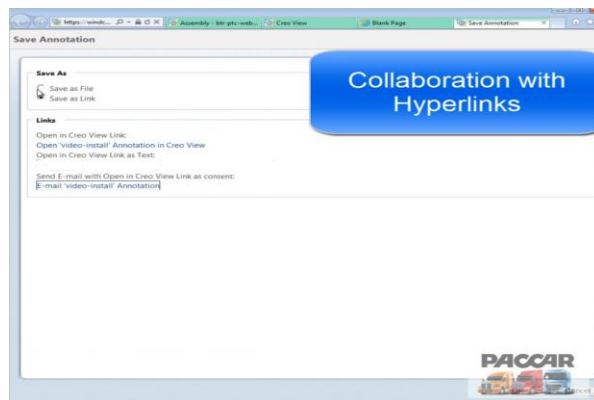 https://windc...
Assembly - btr-ptc-web...
Creo View
Blank Page
Save Annotation
Save Annotation
Collaboration with
Hyperlinks
Save As
Save as File
Save as Link
Links
Open in Creo View Link:
Open 'video-install' Annotation in Creo View
Open in Creo View Link as Text:
Send E-mail with Open in Creo View Link as consent:
E-mail 'video-install' Annotation
PACCAR